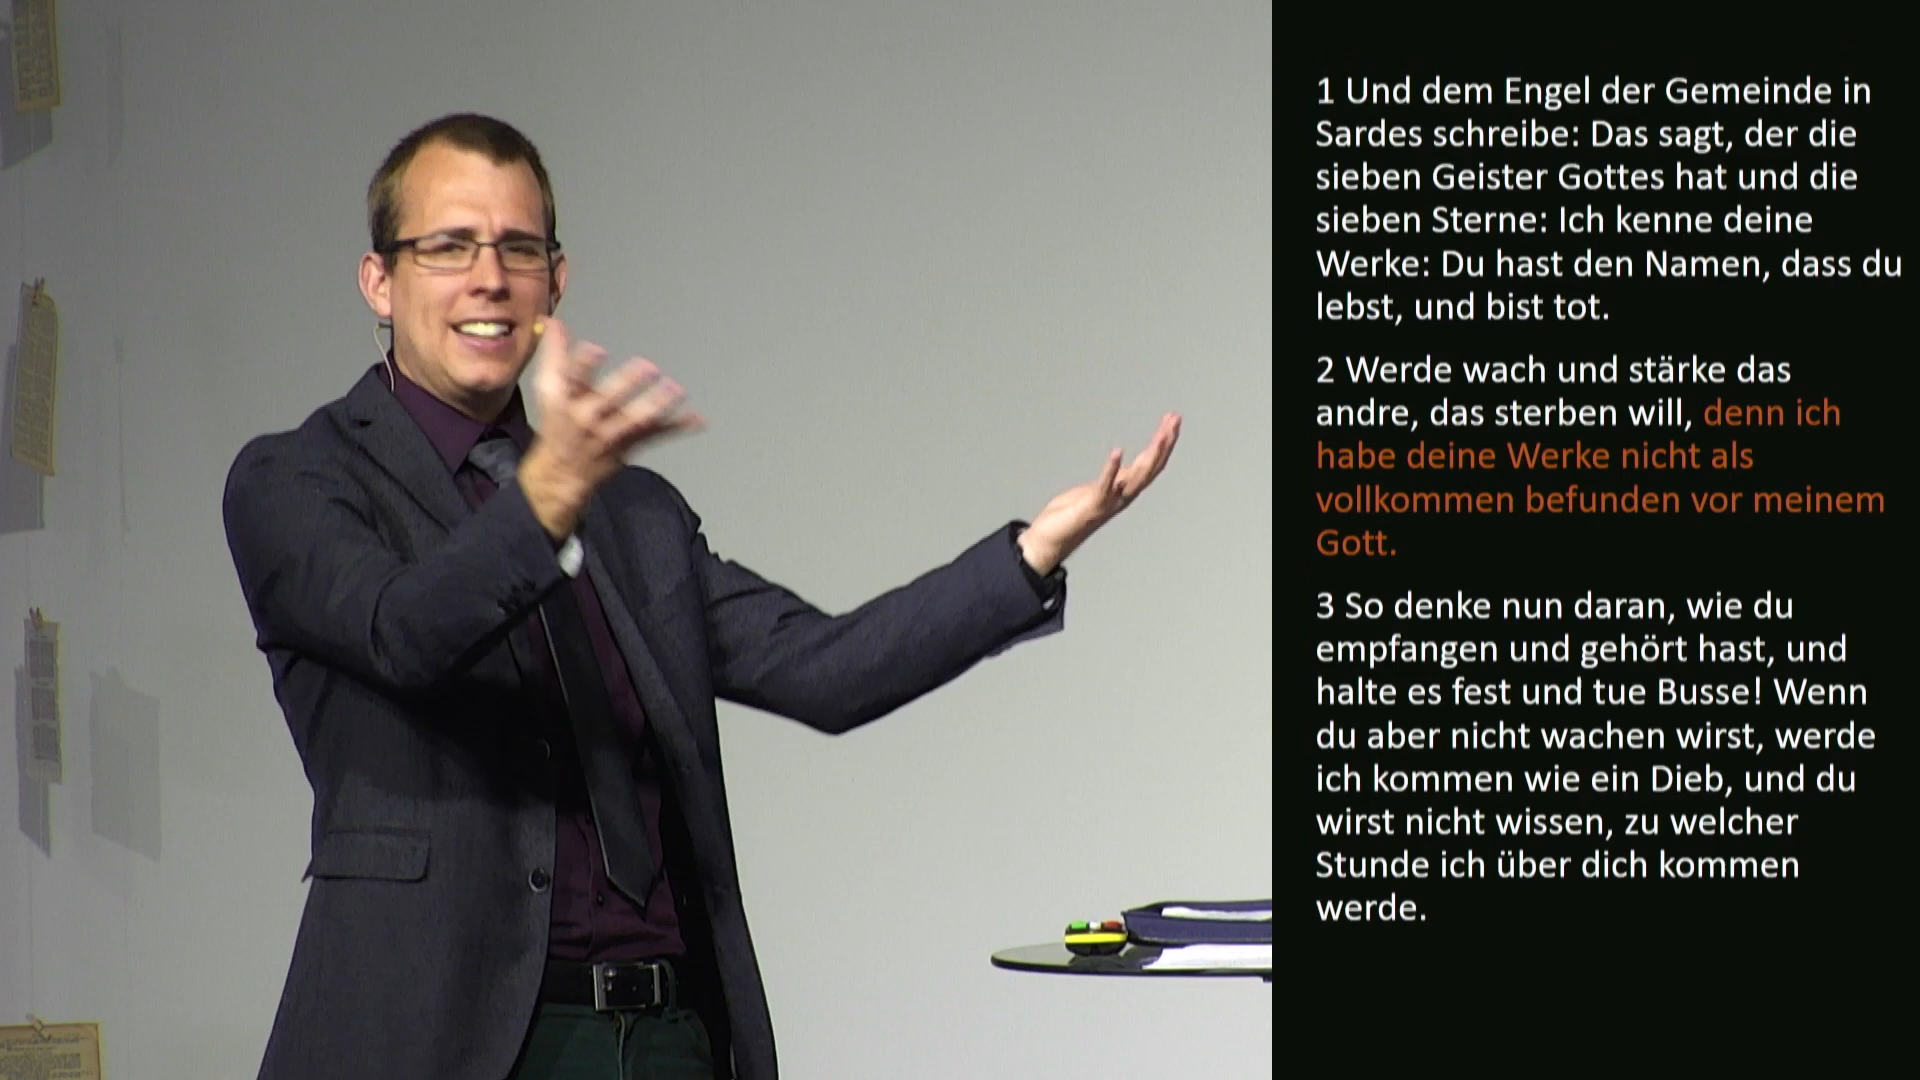 1 Und dem Engel der Gemeinde in
Sardes schreibe: Das sagt, der die
sieben Geister Gottes hat und die
sieben Sterne: Ich kenne deine
Werke: Du hast den Namen, dass du
lebst, und bist tot.
2 Werde wach und stärke das
andre, das sterben will, denn ich
habe deine Werke nicht als
vollkommen befunden vor meinem
Gott.
3 So denke nun daran, wie du
empfangen und gehört hast, und
halte es fest und tue Busse! Wenn
du aber nicht wachen wirst, werde
ich kommen wie ein Dieb, und du
wirst nicht wissen, zu welcher
Stunde ich über dich kommen
werde.